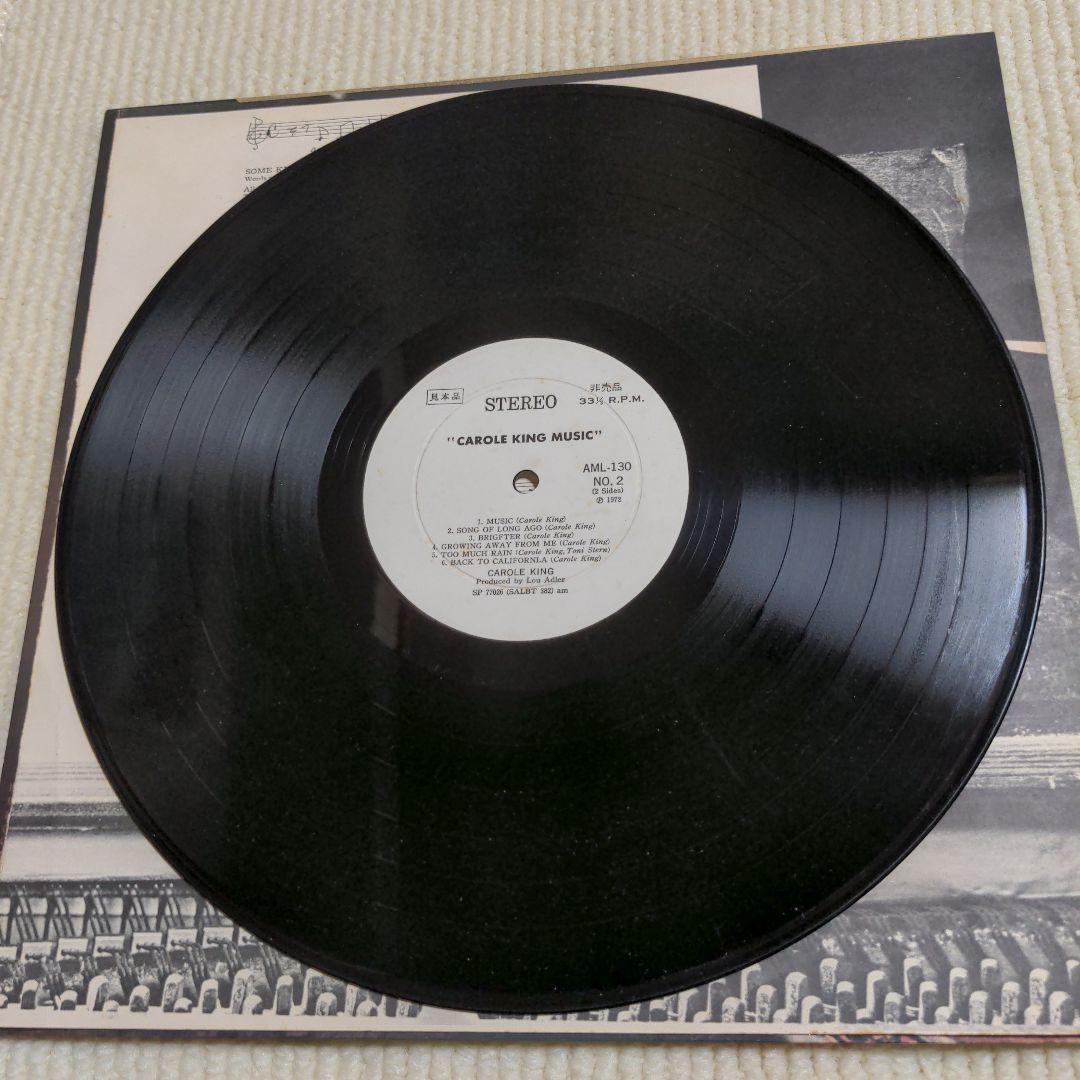 SOME
Words
見本品
非売品
STEREO
33⅓ R.P.M.
"CAROLE KING MUSIC"
AML-130
NO. 2
(2 Sides)
℗ 1972
1. MUSIC (Carole King)
2. SONG OF LONG AGO (Carole King)
3. BRIGFTER (Carole King)
4. GROWING AWAY FROM ME (Carole King)
5. TOO MUCH RAIN (Carole King, Toni Stern)
6. BACK TO CALIFORNLA (Carole King)
CAROLE KING
Produced by Lou Adler
SP 77026 (SALBT 382) am